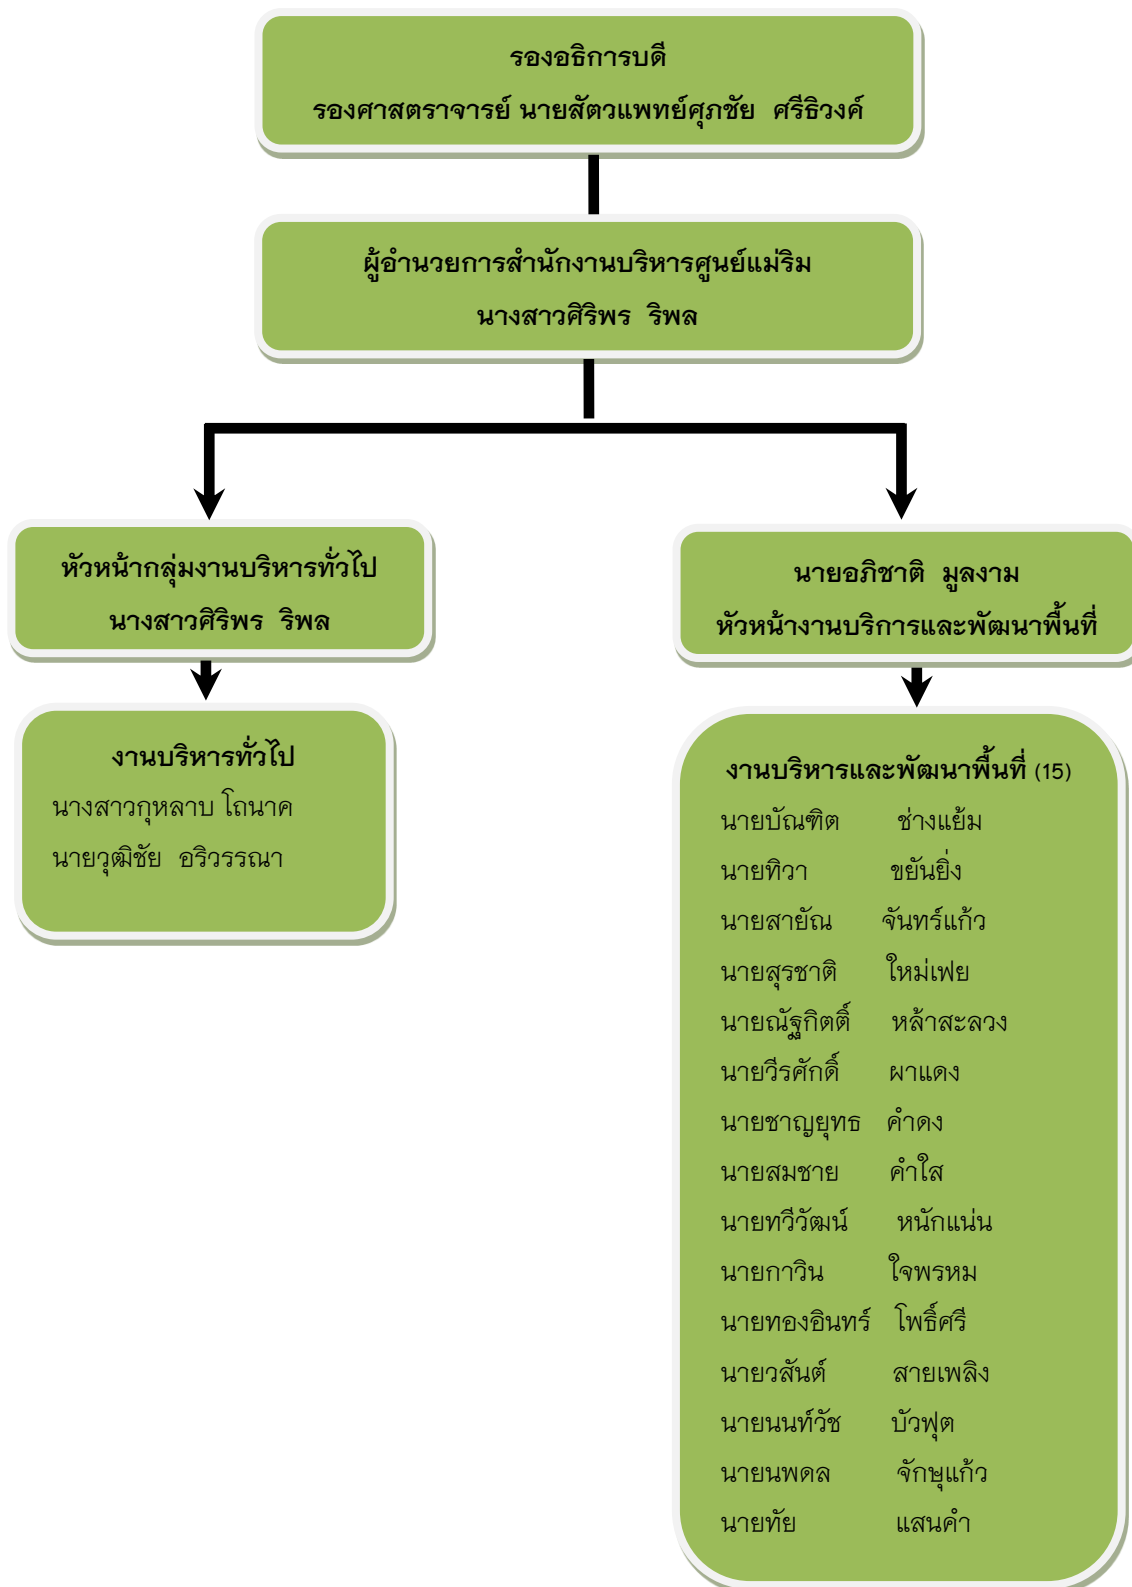 รองอธิการบดี
รองศาสตราจารย์ นายสัตวแพทย์ศุภชัย ศรีธิวงค์
ผู้อำนวยการสำนักงานบริหารศูนย์แม่ริม
นางสาวศิริพร ริพล
หัวหน้ากลุ่มงานบริหารทั่วไป
นางสาวศิริพร ริพล
งานบริหารทั่วไป
นางสาวกุหลาบ โถนาค
นายวุฒิชัย อริวรรณา
นายอภิชาติ มูลงาม
หัวหน้างานบริการและพัฒนาพื้นที่
งานบริหารและพัฒนาพื้นที่ (15)
นายบัณฑิต ช่างแย้ม
นายทิวา ขยันยิ่ง
นายสายัณ จันทร์แก้ว
นายสุรชาติ ใหม่เฟย
นายณัฐกิตติ์ หล้าสะลวง
นายวีรศักดิ์ ผาแดง
นายชาญยุทธ คำดง
นายสมชาย คำใส
นายทวีวัฒน์ หนักแน่น
นายกาวิน ใจพรหม
นายทองอินทร์ โพธิ์ศรี
นายวสันต์ สายเพลิง
นายนนท์วัช บัวฟุต
นายนพดล จักษุแก้ว
นายทัย แสนคำ